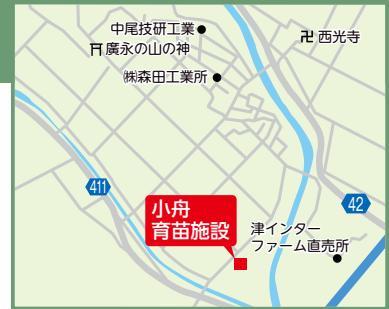 中尾技研工業
廣永の山の神
西光寺
㈱森田工業所
411
小舟
育苗施設
42
津インター
ファーム直売所